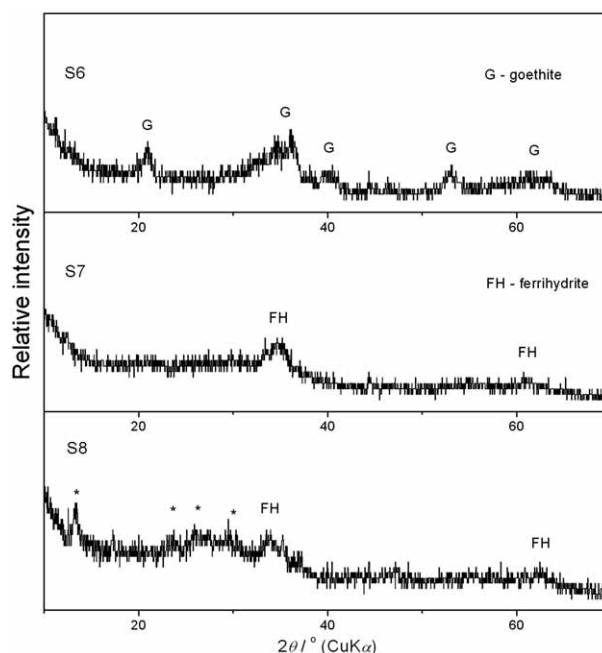 Relative intensity
S6
G - goethite
G
G
G
G
G
20 40 60
S7
FH - ferrihydrite
FH
FH
20 40 60
S8
* * * *
FH
FH
20 40 60
2θ / ° (CuKα)